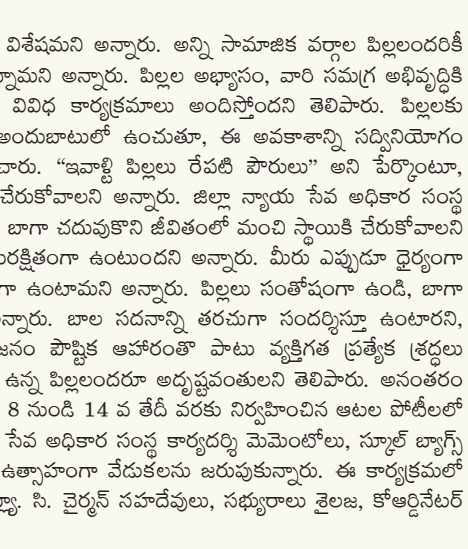 విశేషమని అన్నారు. అన్ని సామాజిక వర్గాల పిల్లలందరికీ
న్నామని అన్నారు. పిల్లల అభ్యాసం, వారి సమగ్ర అభివృద్ధికి
వివిధ కార్యక్రమాలు అందిస్తోందని తెలిపారు. పిల్లలకు
అందుబాటులో ఉంచుతూ, ఈ అవకాశాన్ని సద్వినియోగం
చారు. “ఇవాళ్టి పిల్లలు రేపటి పౌరులు” అని పేర్కొంటూ,
చేరుకోవాలని అన్నారు. జిల్లా న్యాయ సేవ అధికార సంస్థ
బాగా చదువుకొని జీవితంలో మంచి స్థాయికి చేరుకోవాలని
సురక్షితంగా ఉంటుందని అన్నారు. మీరు ఎప్పుడూ ధైర్యంగా
గా ఉంటామని అన్నారు. పిల్లలు సంతోషంగా ఉండి, బాగా
న్నారు. బాల సదనాన్ని తరచుగా సందర్శిస్తూ ఉంటారని,
జనం పౌష్టిక ఆహారంతొ పాటు వ్యక్తిగత ప్రత్యేక శ్రద్ధలు
ఉన్న పిల్లలందరూ అదృష్టవంతులని తెలిపారు. అనంతరం
8 నుండి 14 వ తేదీ వరకు నిర్వహించిన ఆటల పోటీలలో
సేవ అధికార సంస్థ కార్యదర్శి మెమెంటోలు, స్కూల్ బ్యాగ్స్
ఉత్సాహంగా వేడుకలను జరుపుకున్నారు. ఈ కార్యక్రమలో
ల్యూ. సి. చైర్మన్ సహదేవులు, సభ్యురాలు శైలజ, కోఆర్డినేటర్